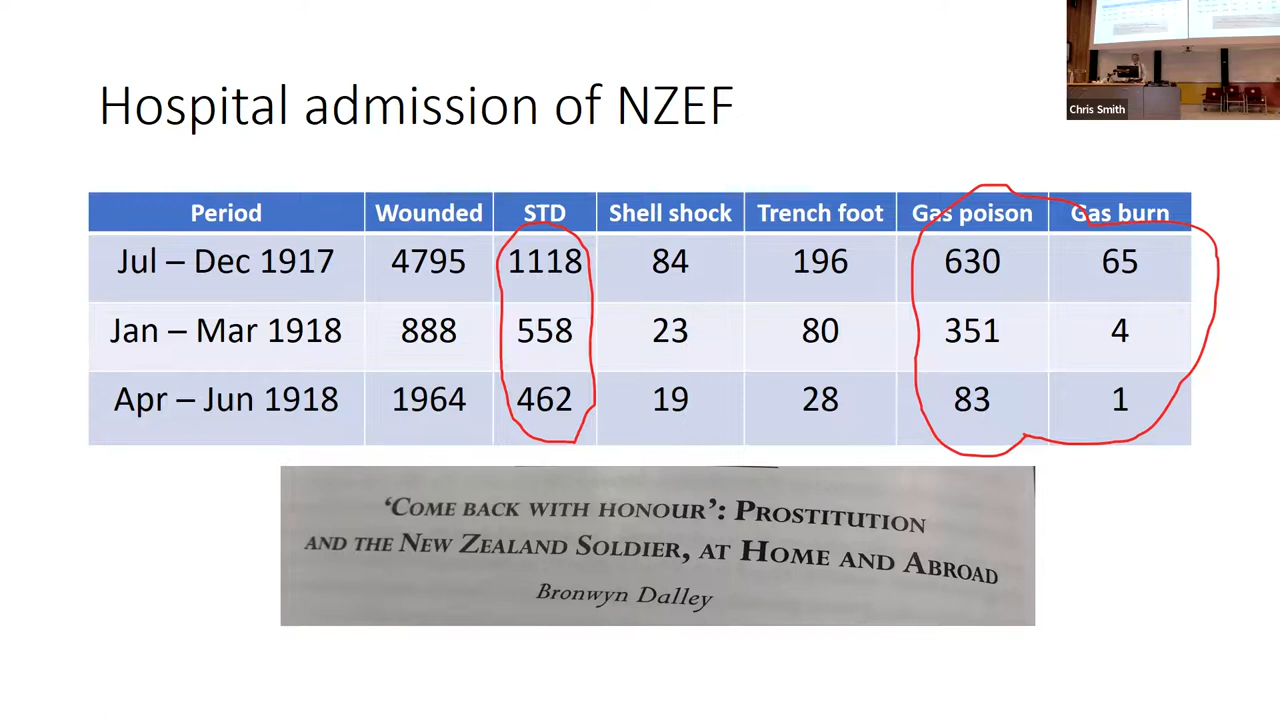 Chris Smith
Hospital admission of NZEF
Period Wounded STD Shell shock Trench foot Gas poison Gas burn
Jul – Dec 1917 4795 1118 84 196 630 65
Jan – Mar 1918 888 558 23 80 351 4
Apr – Jun 1918 1964 462 19 28 83 1
‘COME BACK WITH HONOUR’: PROSTITUTION
AND THE NEW ZEALAND SOLDIER, AT HOME AND ABROAD
Bronwyn Dalley